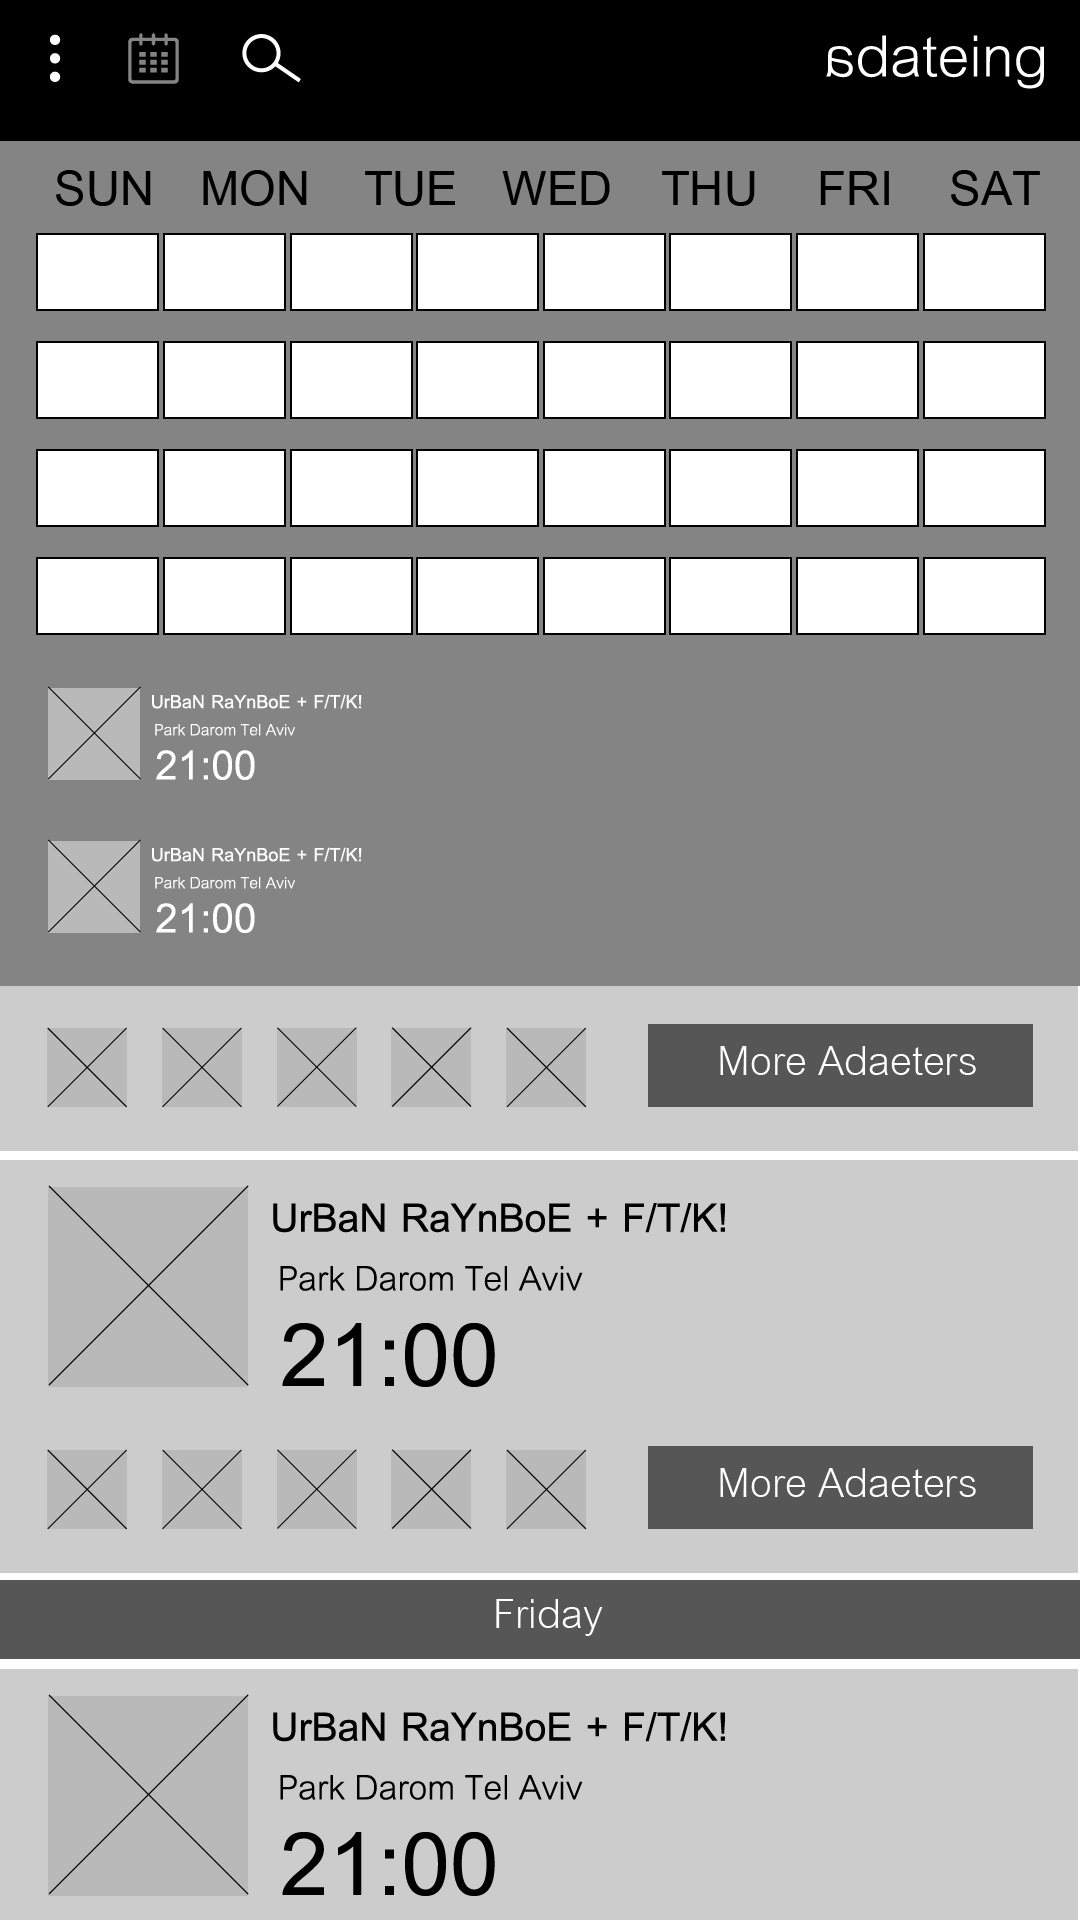 adateing
SUN MON TUE WED THU FRI SAT
UrBaN RaYnBoE + F/T/K!
Park Darom Tel Aviv
21:00
UrBaN RaYnBoE + F/T/K!
Park Darom Tel Aviv
21:00
More Adaeters
UrBaN RaYnBoE + F/T/K!
Park Darom Tel Aviv
21:00
More Adaeters
Friday
UrBaN RaYnBoE + F/T/K!
Park Darom Tel Aviv
21:00